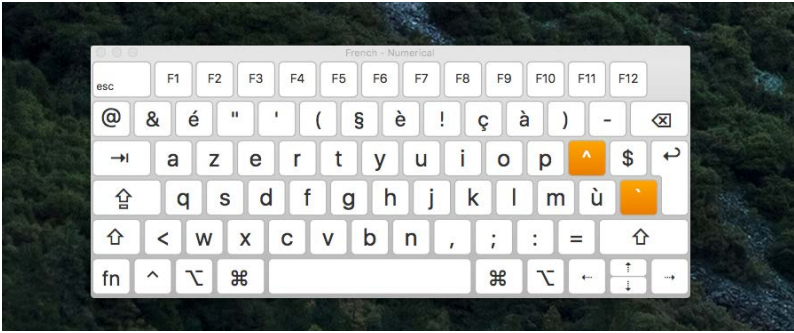 French - Numerical
esc F1 F2 F3 F4 F5 F6 F7 F8 F9 F10 F11 F12
@ & é " ' ( § è ! ç à ) - ⌫
⇥ a z e r t y u i o p ^ $ ↩
⇪ q s d f g h j k l m ù `
⇧ < w x c v b n , ; : = ⇧
fn ^ ⌥ ⌘ ⌘ ⌥ ← ↑ ↓ →